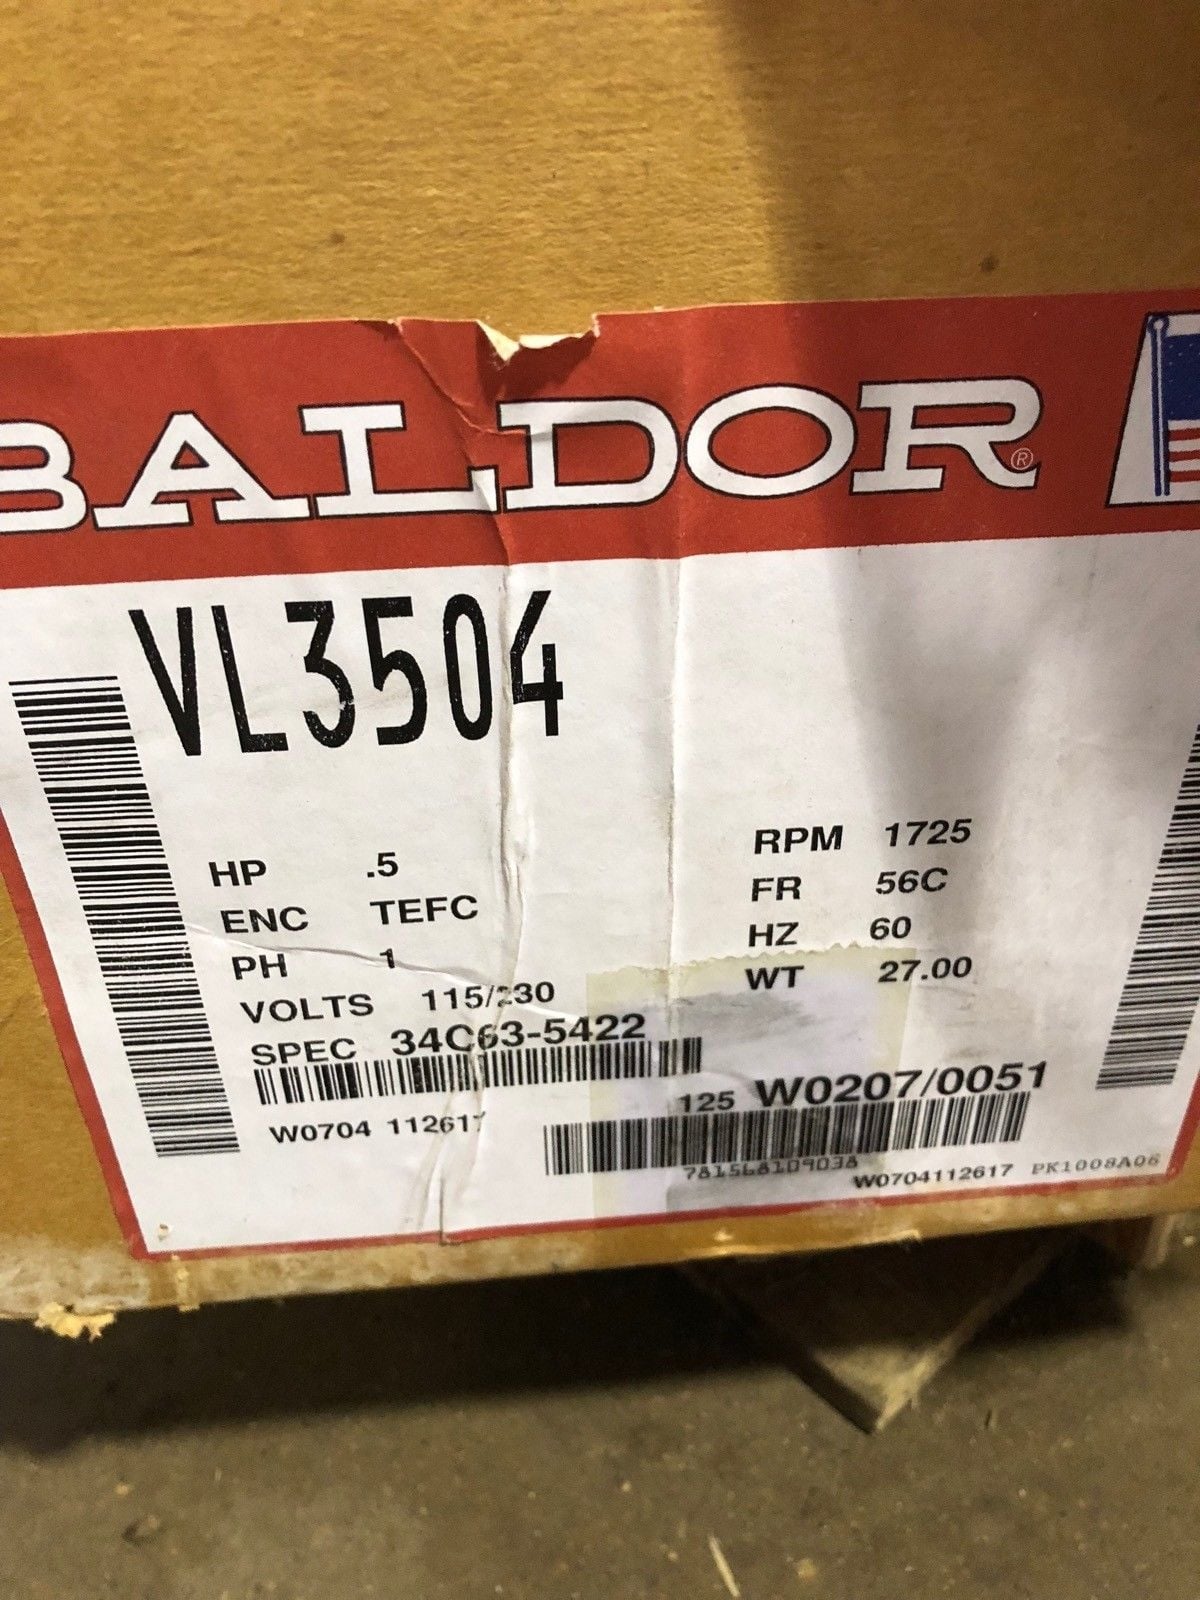 BALDOR®
VL3504
HP .5
ENC TEFC
PH 1
VOLTS 115/230
SPEC 34C63-5422
RPM 1725
FR 56C
HZ 60
WT 27.00
125 W0207/0051
W0704 112617
781568109038
W0704112617 PK1008A06